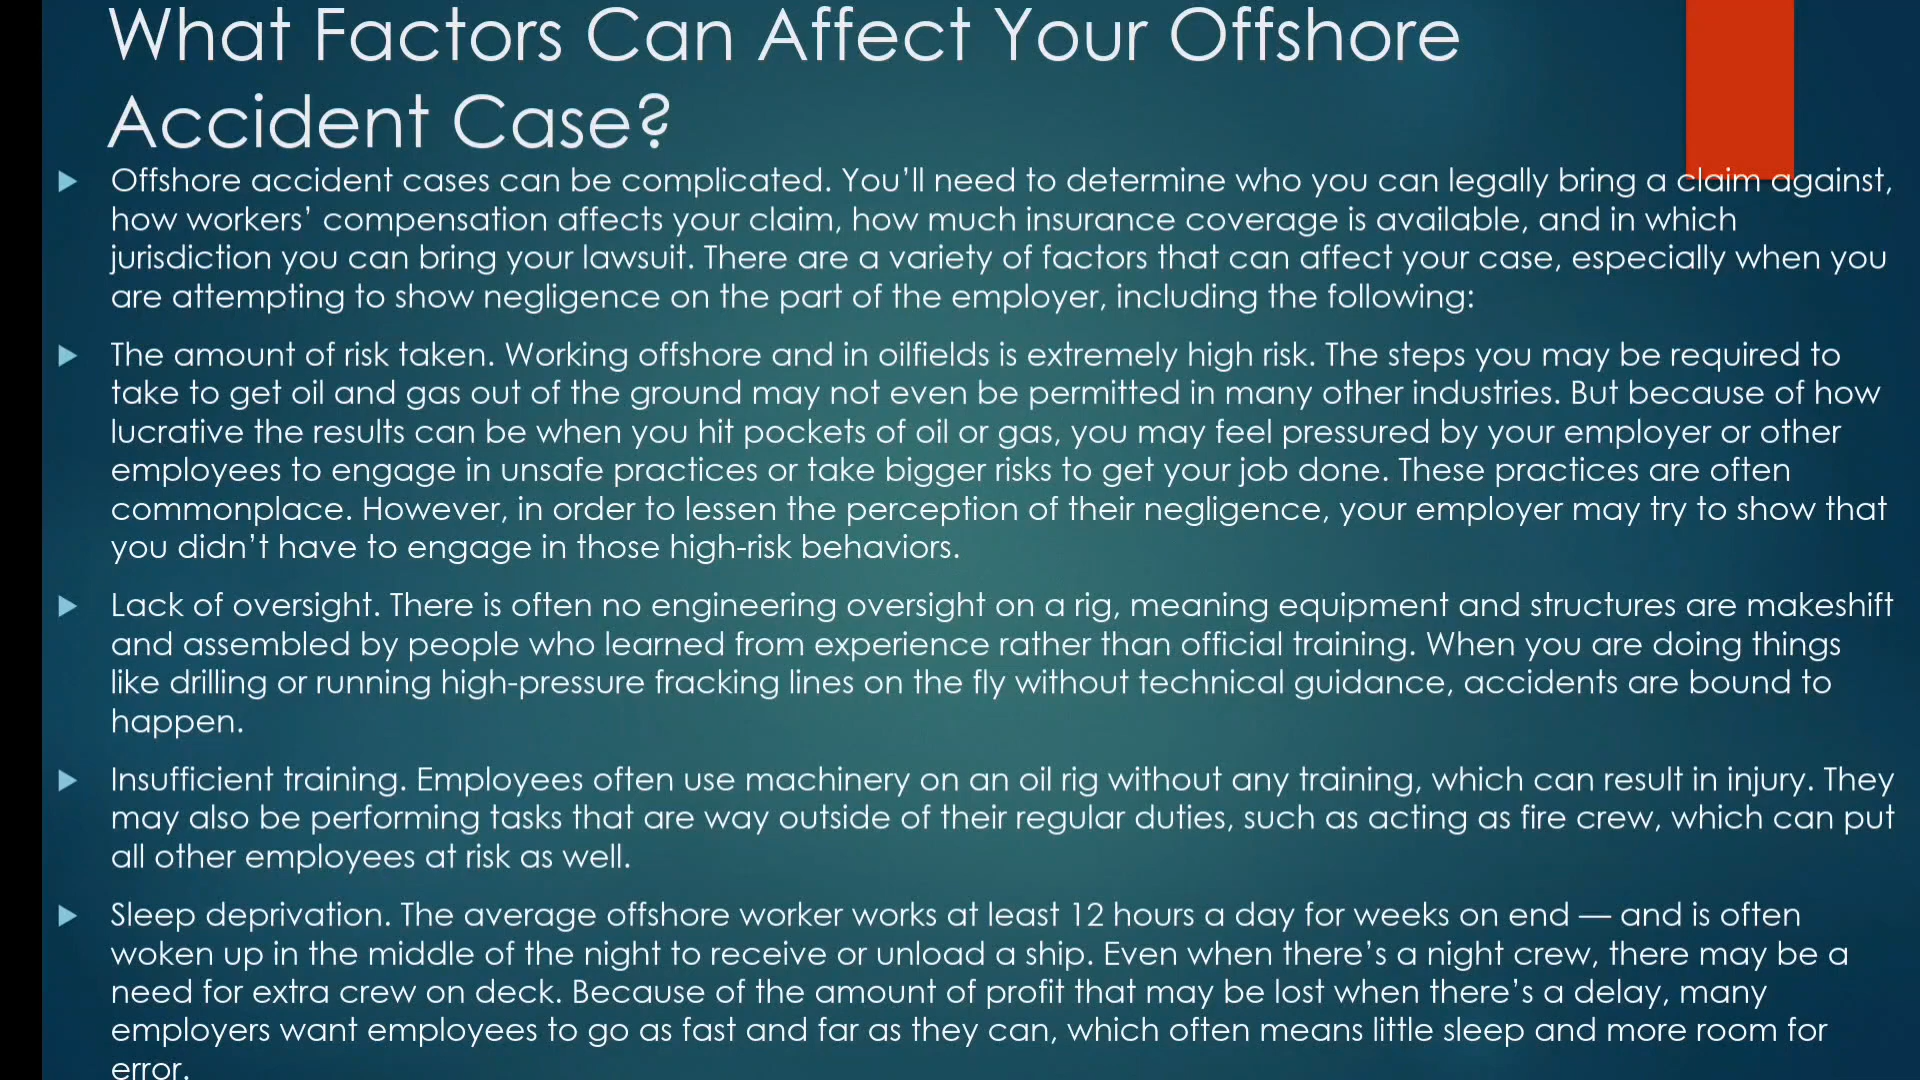 What Factors Can Affect Your Offshore
Accident Case?
Offshore accident cases can be complicated. You’ll need to determine who you can legally bring a claim against,
how workers’ compensation affects your claim, how much insurance coverage is available, and in which
jurisdiction you can bring your lawsuit. There are a variety of factors that can affect your case, especially when you
are attempting to show negligence on the part of the employer, including the following:
The amount of risk taken. Working offshore and in oilfields is extremely high risk. The steps you may be required to
take to get oil and gas out of the ground may not even be permitted in many other industries. But because of how
lucrative the results can be when you hit pockets of oil or gas, you may feel pressured by your employer or other
employees to engage in unsafe practices or take bigger risks to get your job done. These practices are often
commonplace. However, in order to lessen the perception of their negligence, your employer may try to show that
you didn’t have to engage in those high-risk behaviors.
Lack of oversight. There is often no engineering oversight on a rig, meaning equipment and structures are makeshift
and assembled by people who learned from experience rather than official training. When you are doing things
like drilling or running high-pressure fracking lines on the fly without technical guidance, accidents are bound to
happen.
Insufficient training. Employees often use machinery on an oil rig without any training, which can result in injury. They
may also be performing tasks that are way outside of their regular duties, such as acting as fire crew, which can put
all other employees at risk as well.
Sleep deprivation. The average offshore worker works at least 12 hours a day for weeks on end — and is often
woken up in the middle of the night to receive or unload a ship. Even when there’s a night crew, there may be a
need for extra crew on deck. Because of the amount of profit that may be lost when there’s a delay, many
employers want employees to go as fast and far as they can, which often means little sleep and more room for
error.